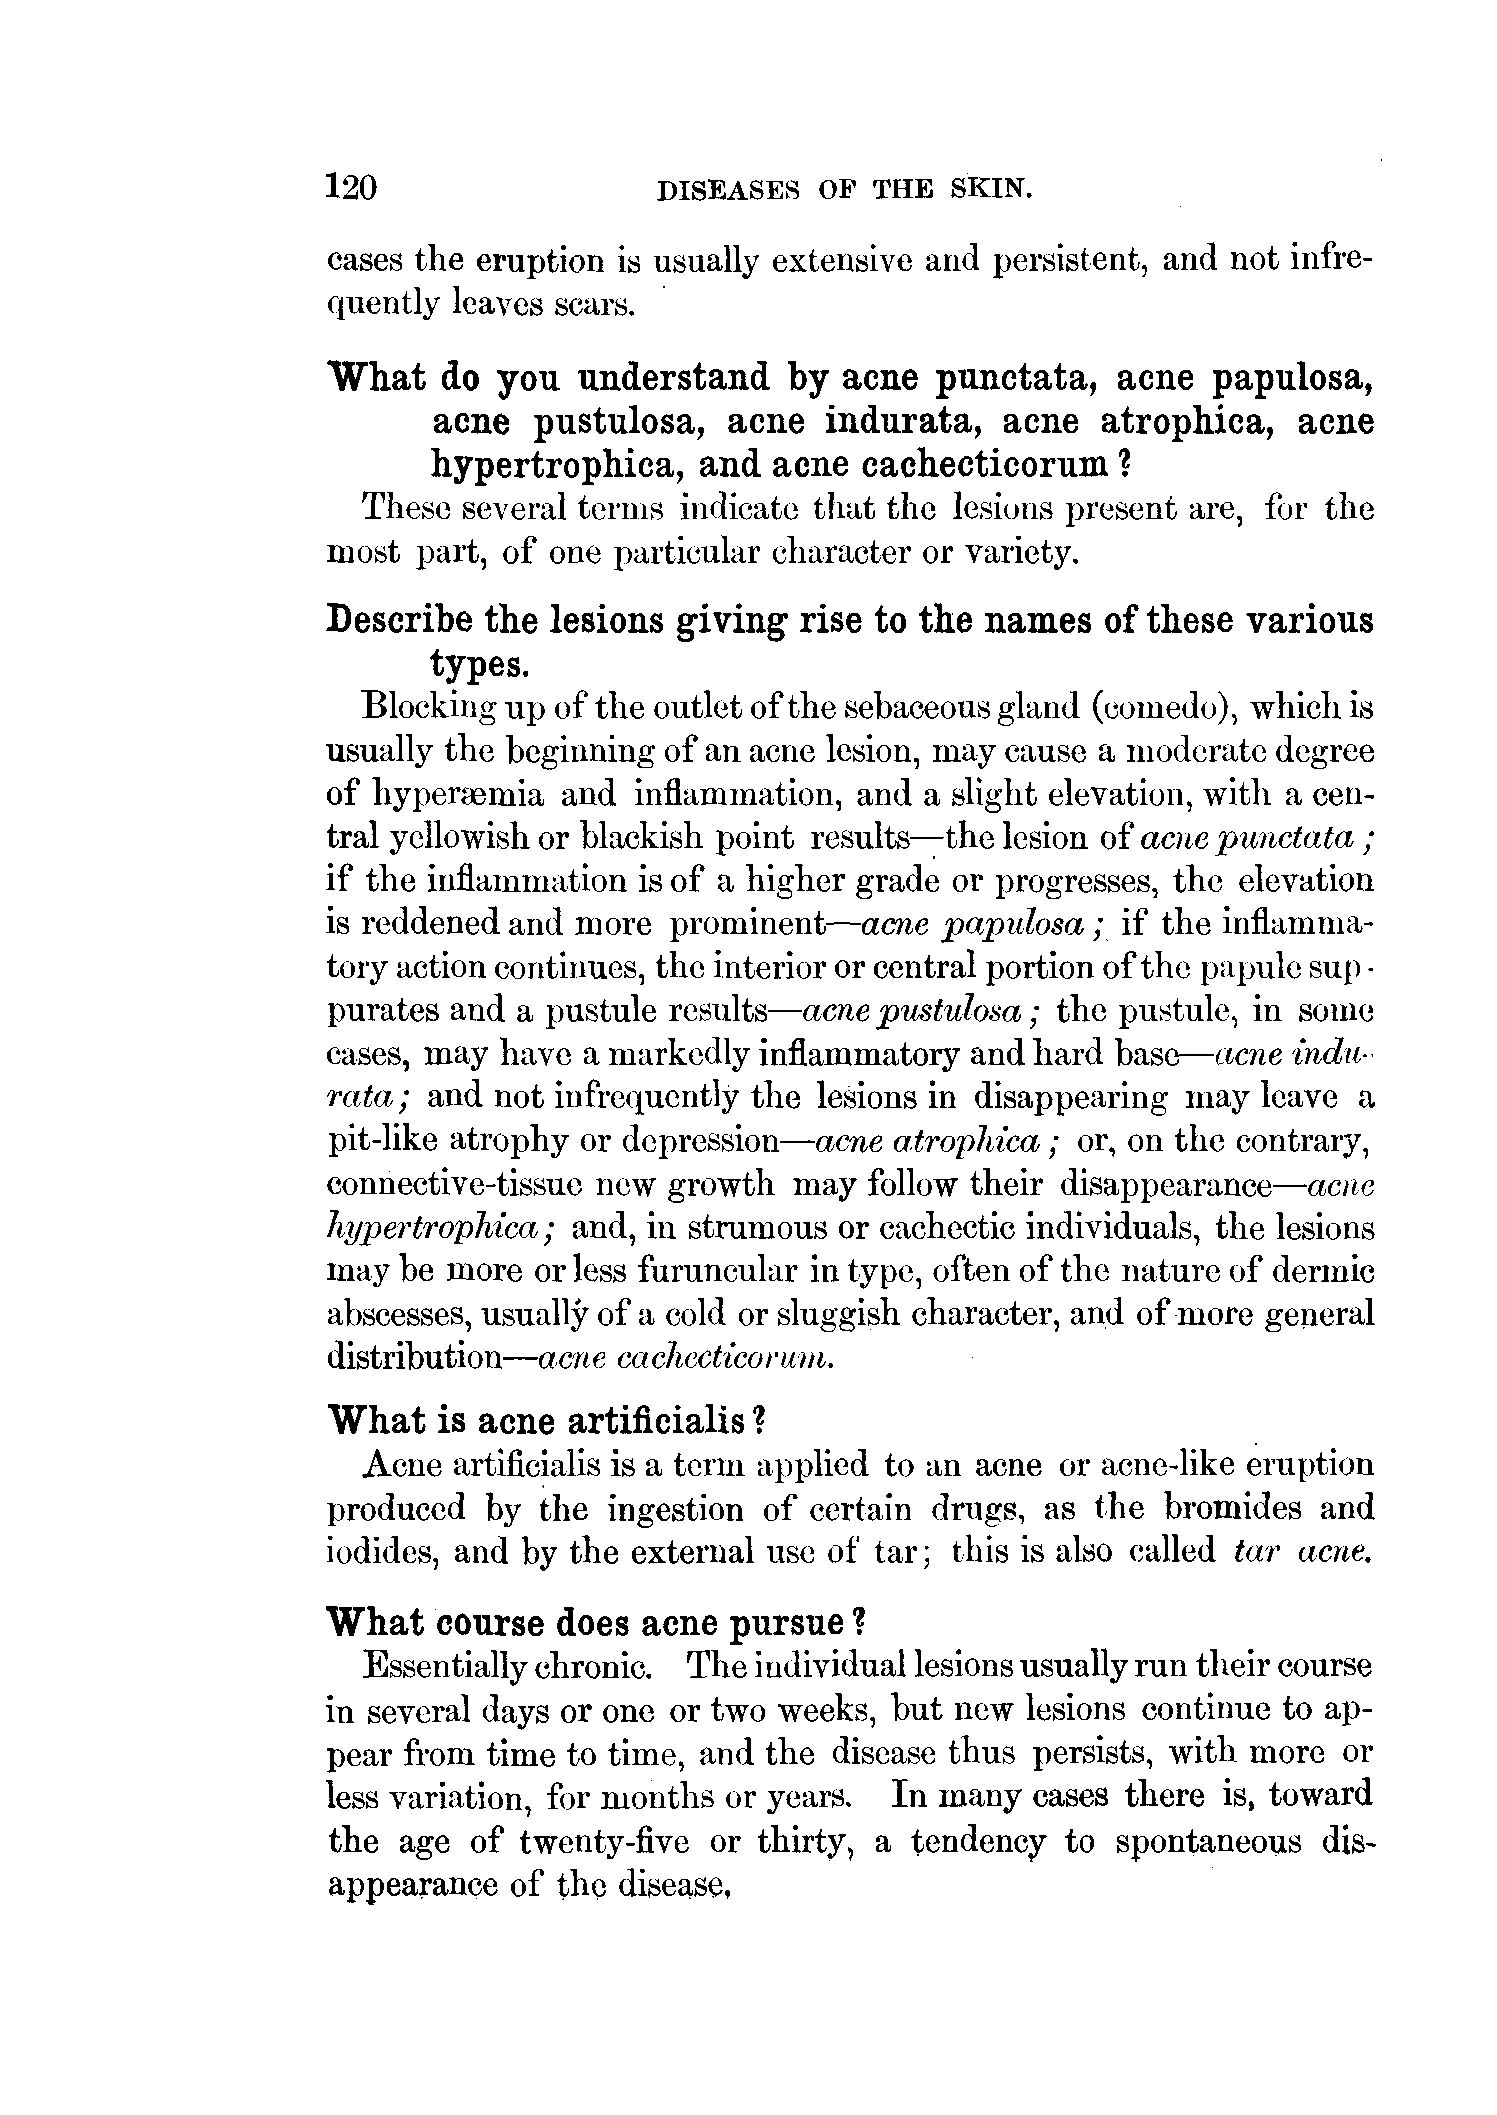 120 DISEASES OF THE SKIN.
cases the eruption is usually extensive and persistent, and not infre-
quently leaves scars.
What do you understand by acne punctata, acne papulosa,
acne pustulosa, acne indurata, acne atrophica, acne
hypertrophica, and acne cachecticorum?
These several terms indicate that the lesions present are, for the
most part, of one particular character or variety.
Describe the lesions giving rise to the names of these various
types.
Blocking up of the outlet of the sebaceous gland (comedo), which is
usually the beginning of an acne lesion, may cause a moderate degree
of hyperæmia and inflammation, and a slight elevation, with a cen-
tral yellowish or blackish point results—the lesion of acne punctata;
if the inflammation is of a higher grade or progresses, the elevation
is reddened and more prominent—acne papulosa; if the inflamma-
tory action continues, the interior or central portion of the papule sup-
purates and a pustule results—acne pustulosa; the pustule, in some
cases, may have a markedly inflammatory and hard base—acne indu-
rata; and not infrequently the lesions in disappearing may leave a
pit-like atrophy or depression—acne atrophica; or, on the contrary,
connective-tissue new growth may follow their disappearance—acne
hypertrophica; and, in strumous or cachectic individuals, the lesions
may be more or less furuncular in type, often of the nature of dermic
abscesses, usually of a cold or sluggish character, and of more general
distribution—acne cachecticorum.
What is acne artificialis?
Acne artificialis is a term applied to an acne or acne-like eruption
produced by the ingestion of certain drugs, as the bromides and
iodides, and by the external use of tar; this is also called tar acne.
What course does acne pursue?
Essentially chronic. The individual lesions usually run their course
in several days or one or two weeks, but new lesions continue to ap-
pear from time to time, and the disease thus persists, with more or
less variation, for months or years. In many cases there is, toward
the age of twenty-five or thirty, a tendency to spontaneous dis-
appearance of the disease.